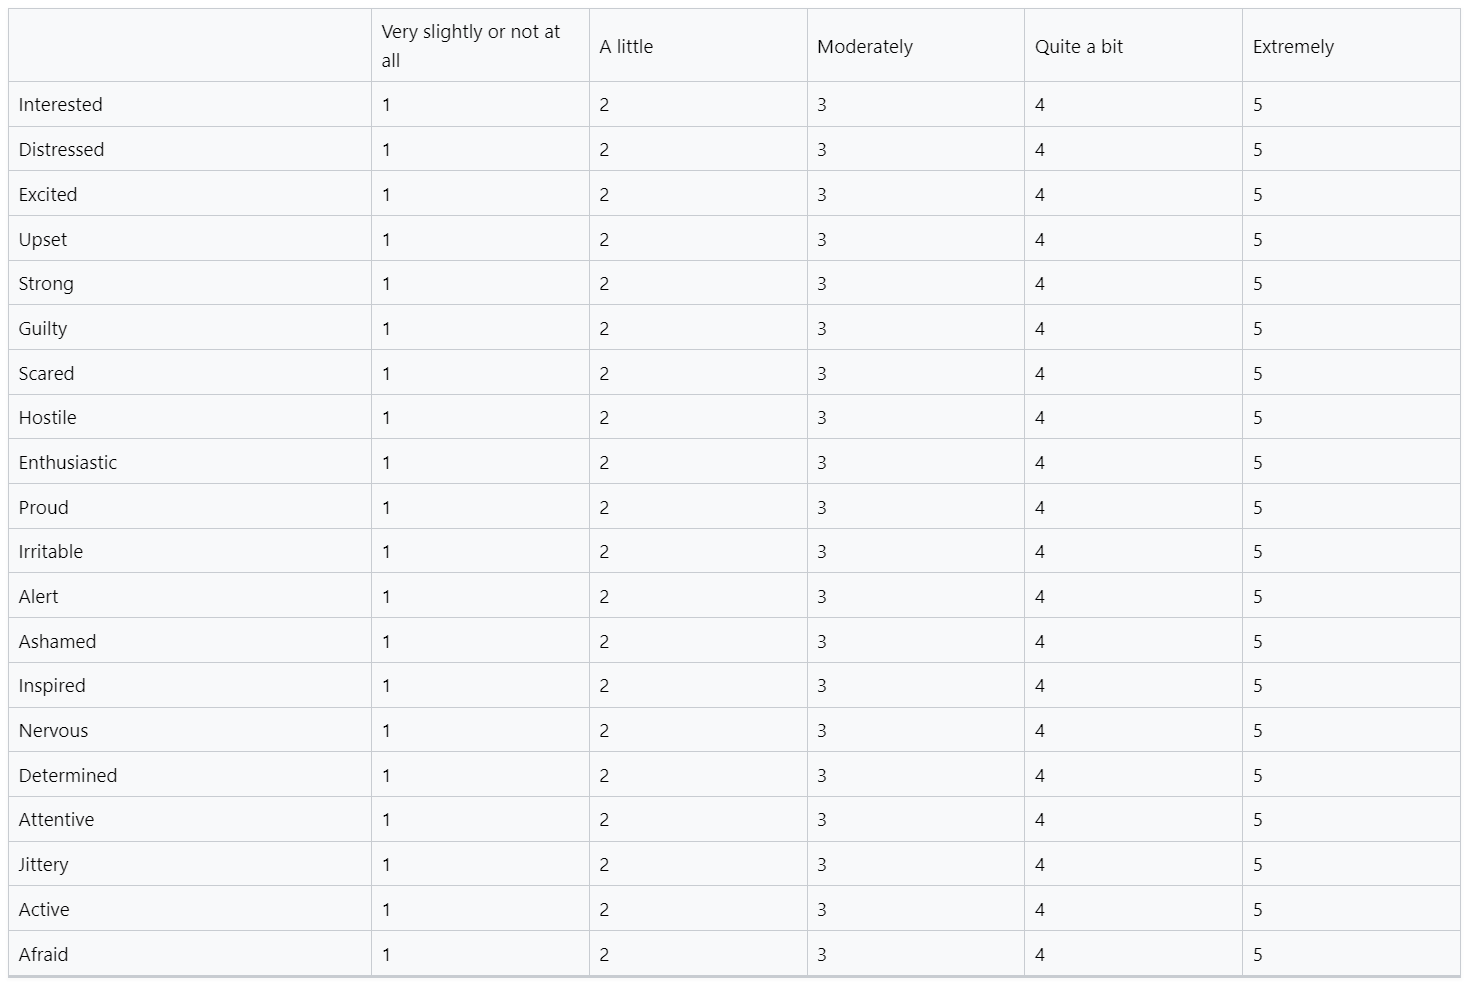 Very slightly or not at all A little Moderately Quite a bit Extremely
Interested 1 2 3 4 5
Distressed 1 2 3 4 5
Excited 1 2 3 4 5
Upset 1 2 3 4 5
Strong 1 2 3 4 5
Guilty 1 2 3 4 5
Scared 1 2 3 4 5
Hostile 1 2 3 4 5
Enthusiastic 1 2 3 4 5
Proud 1 2 3 4 5
Irritable 1 2 3 4 5
Alert 1 2 3 4 5
Ashamed 1 2 3 4 5
Inspired 1 2 3 4 5
Nervous 1 2 3 4 5
Determined 1 2 3 4 5
Attentive 1 2 3 4 5
Jittery 1 2 3 4 5
Active 1 2 3 4 5
Afraid 1 2 3 4 5